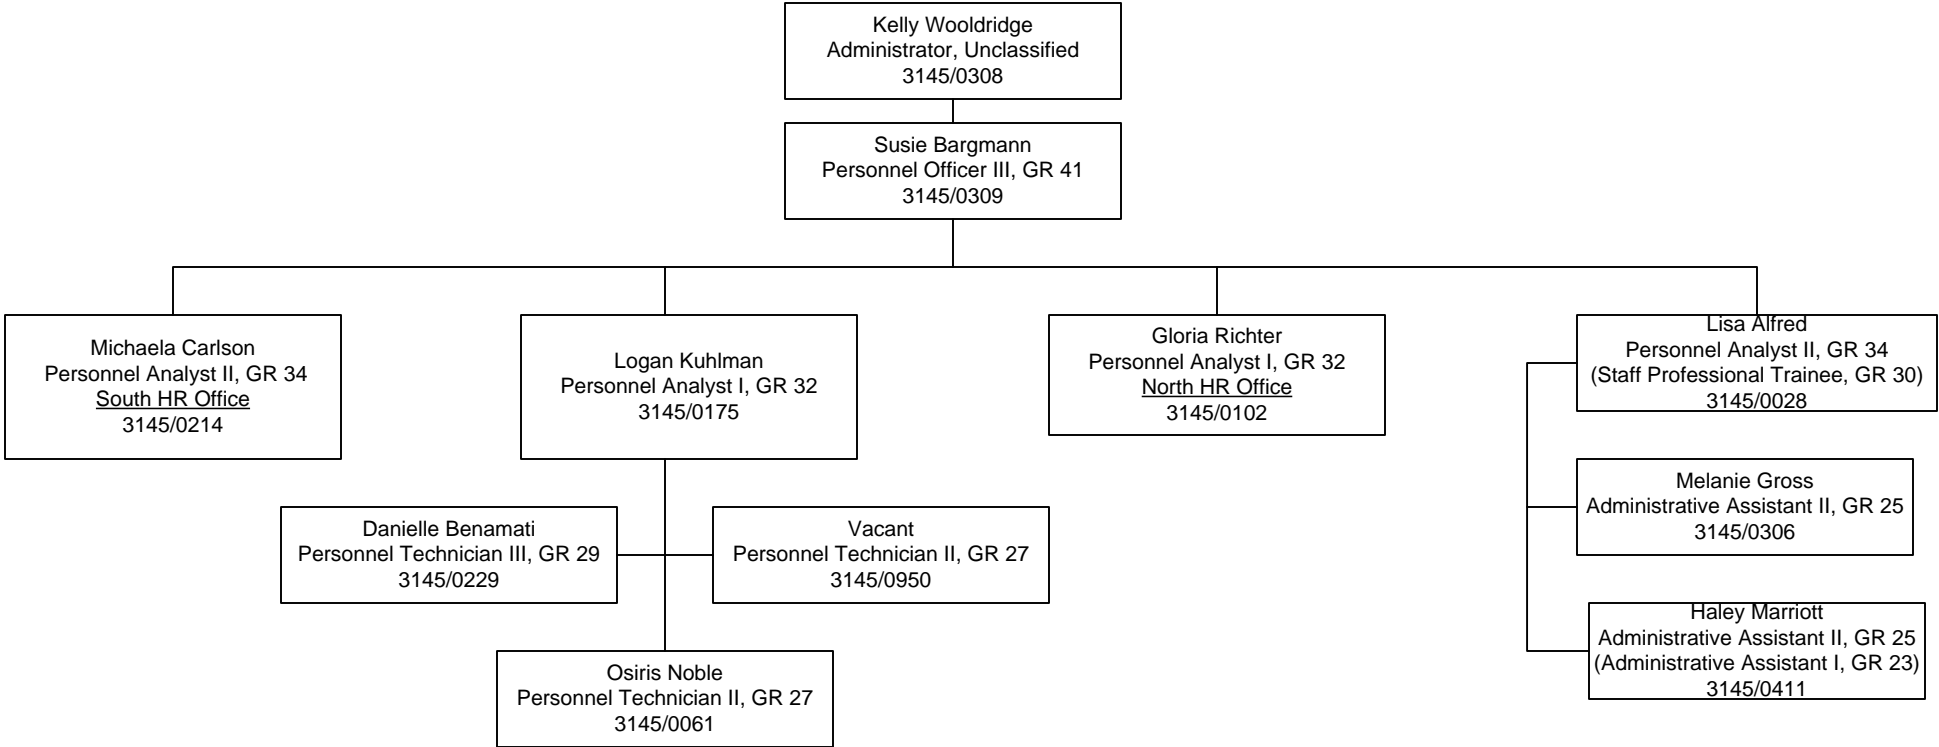 Kelly Wooldridge
Administrator, Unclassified
3145/0308
Susie Bargmann
Personnel Officer III, GR 41
3145/0309
Michaela Carlson
Personnel Analyst II, GR 34
South HR Office
3145/0214
Logan Kuhlman
Personnel Analyst I, GR 32
3145/0175
Gloria Richter
Personnel Analyst I, GR 32
North HR Office
3145/0102
Lisa Alfred
Personnel Analyst II, GR 34
(Staff Professional Trainee, GR 30)
3145/0028
Danielle Benamati
Personnel Technician III, GR 29
3145/0229
Vacant
Personnel Technician II, GR 27
3145/0950
Osiris Noble
Personnel Technician II, GR 27
3145/0061
Melanie Gross
Administrative Assistant II, GR 25
3145/0306
Haley Marriott
Administrative Assistant II, GR 25
(Administrative Assistant I, GR 23)
3145/0411